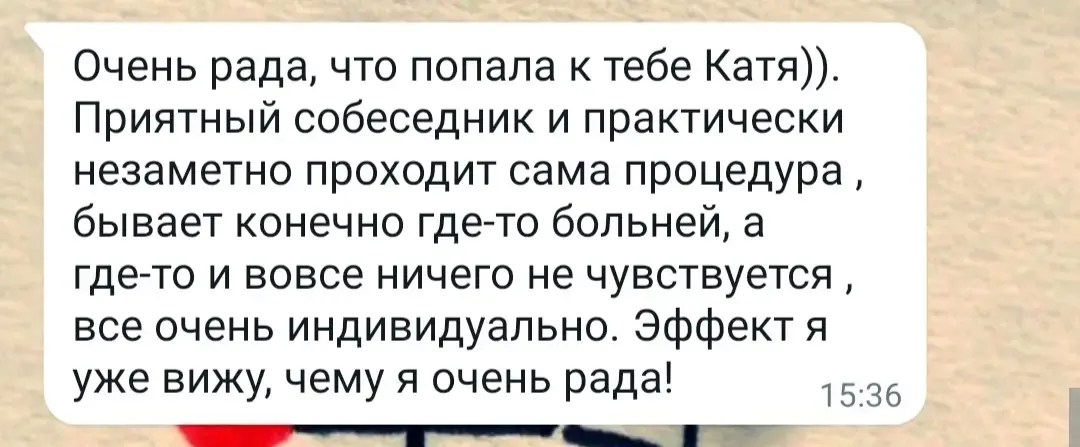 Очень рада, что попала к тебе Катя)).
Приятный собеседник и практически
незаметно проходит сама процедура ,
бывает конечно где-то больней, а
где-то и вовсе ничего не чувствуется ,
все очень индивидуально. Эффект я
уже вижу, чему я очень рада!
15:36